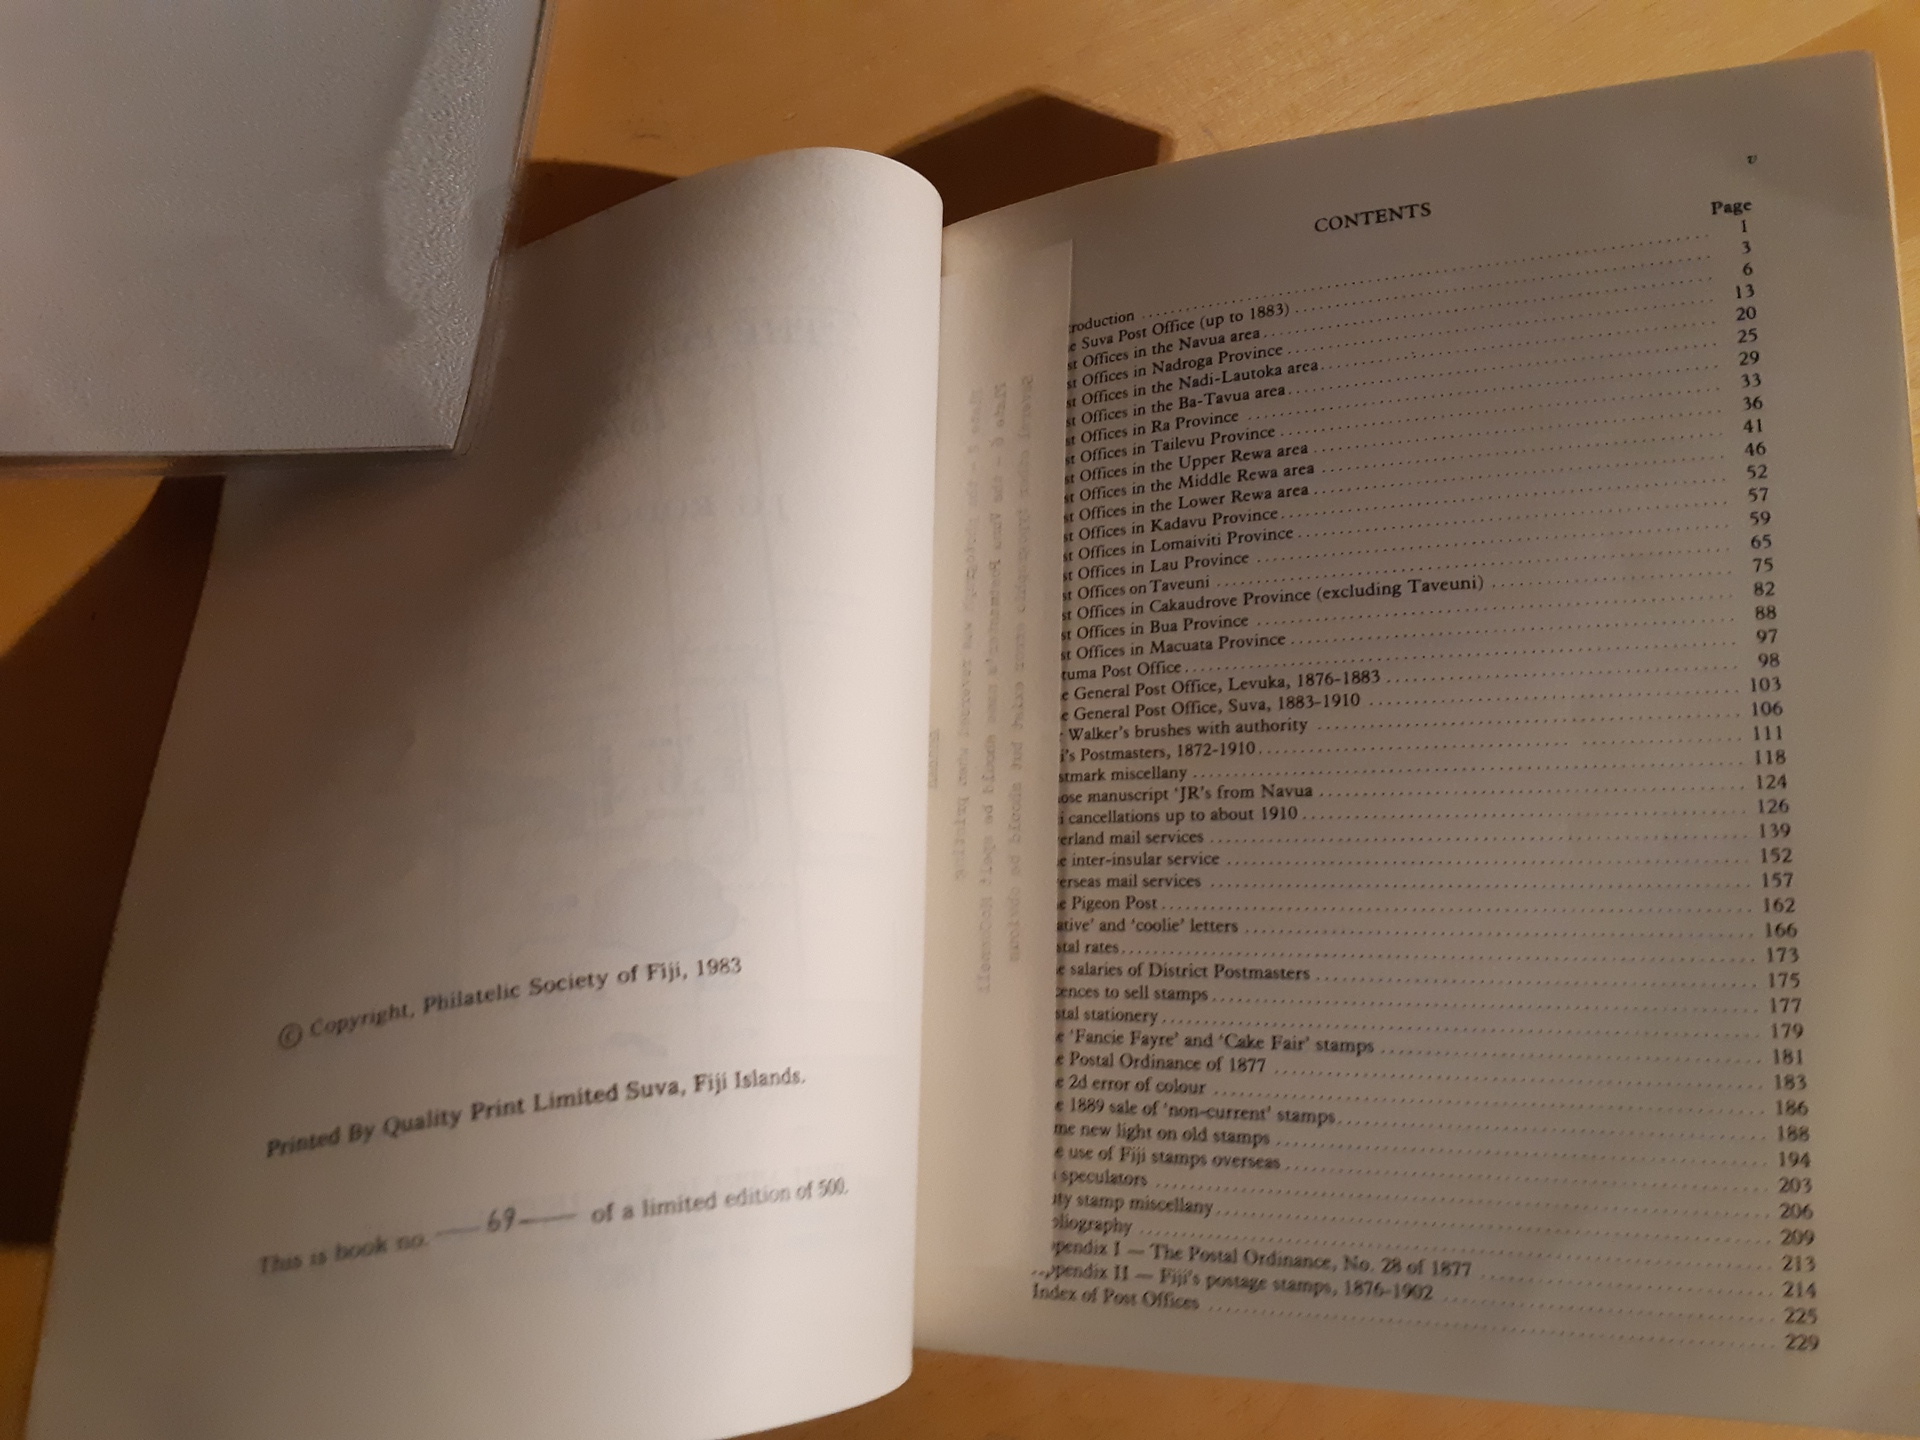 © Copyright, Philatelic Society of Fiji, 1983
Printed By Quality Print Limited Suva, Fiji Islands.
This is book no. 69 of a limited edition of 500.
v
CONTENTS
Page
roduction 1
e Suva Post Office (up to 1883) 3
st Offices in the Navua area 6
st Offices in Nadroga Province 13
st Offices in the Nadi-Lautoka area 20
st Offices in the Ba-Tavua area 25
st Offices in Ra Province 29
st Offices in Tailevu Province 33
st Offices in the Upper Rewa area 36
st Offices in the Middle Rewa area 41
st Offices in the Lower Rewa area 46
st Offices in Kadavu Province 52
st Offices in Lomaiviti Province 57
st Offices in Lau Province 59
st Offices on Taveuni 65
st Offices in Cakaudrove Province (excluding Taveuni) 75
st Offices in Bua Province 82
st Offices in Macuata Province 88
tuma Post Office 97
e General Post Office, Levuka, 1876-1883 98
e General Post Office, Suva, 1883-1910 103
Walker's brushes with authority 106
i's Postmasters, 1872-1910 111
stmark miscellany 118
ose manuscript 'JR's from Navua 124
i cancellations up to about 1910 126
erland mail services 139
e inter-insular service 152
erseas mail services 157
e Pigeon Post 162
ative' and 'coolie' letters 166
stal rates 173
e salaries of District Postmasters 175
ences to sell stamps 177
stal stationery 179
e 'Fancie Fayre' and 'Cake Fair' stamps 181
e Postal Ordinance of 1877 183
e 2d error of colour 186
e 1889 sale of 'non-current' stamps 188
me new light on old stamps 194
e use of Fiji stamps overseas 203
i speculators 206
ity stamp miscellany 209
bliography 213
ppendix I — The Postal Ordinance, No. 28 of 1877 214
ppendix II — Fiji's postage stamps, 1876-1902 225
Index of Post Offices 229